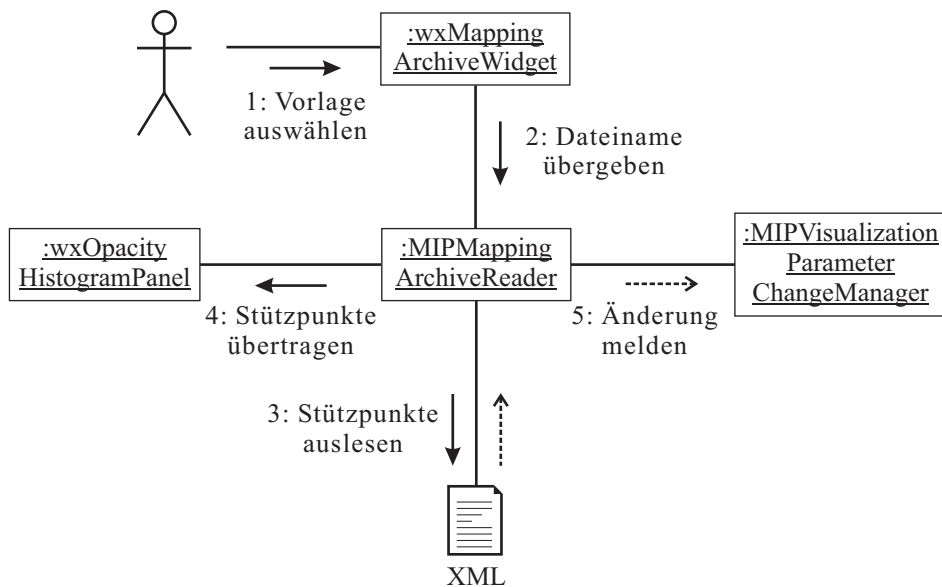 :wxMapping
ArchiveWidget
1: Vorlage
auswählen
2: Dateiname
übergeben
:wxOpacity
HistogramPanel
:MIPMapping
ArchiveReader
:MIPVisualization
Parameter
ChangeManager
4: Stützpunkte
übertragen
5: Änderung
melden
3: Stützpunkte
auslesen
XML